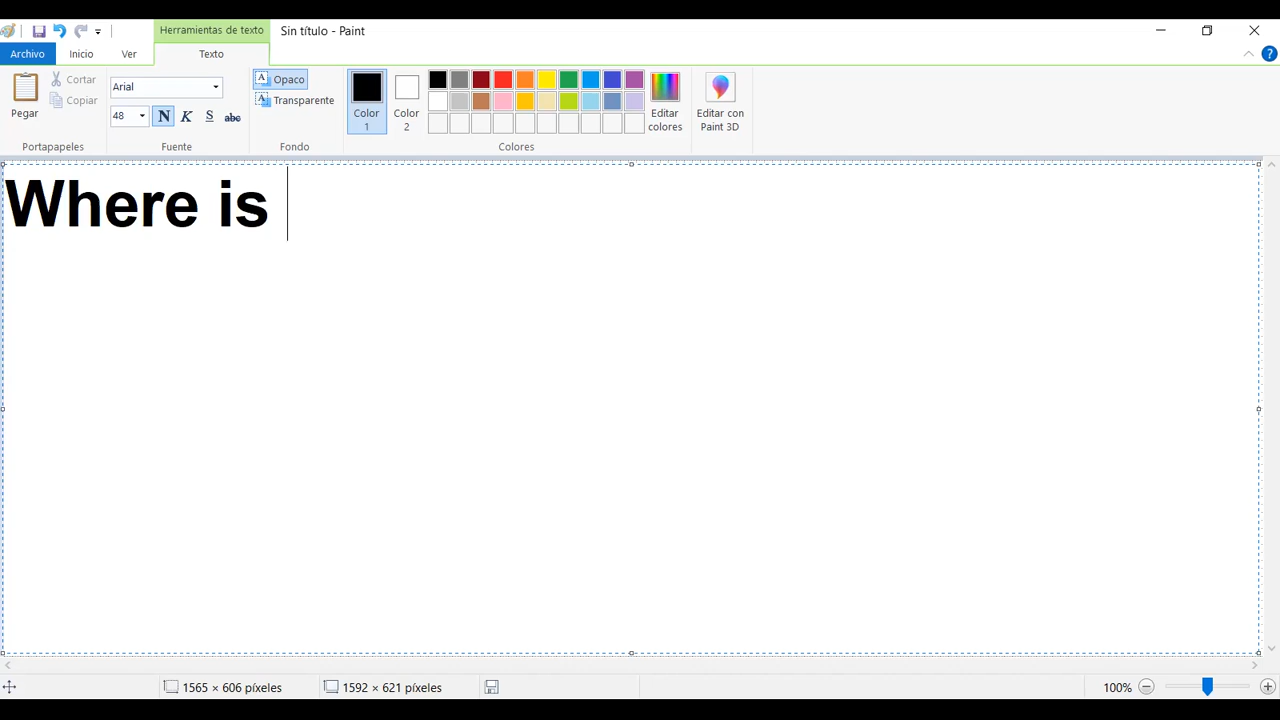 Herramientas de texto
Sin título - Paint
Archivo
Inicio
Ver
Texto
Pegar
Cortar
Copiar
Portapapeles
Arial
48
N K S abc
Fuente
A Opaco
A Transparente
Fondo
Color 1
Color 2
Editar colores
Colores
Editar con Paint 3D
Where is
1565 × 606 píxeles
1592 × 621 píxeles
100%